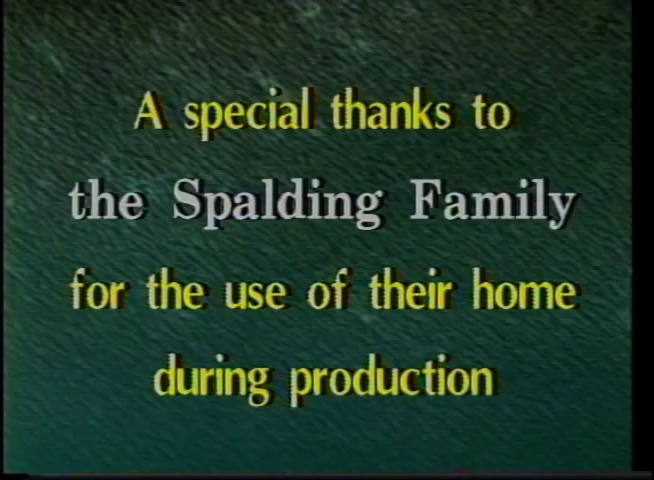 A special thanks to
the Spalding Family
for the use of their home
during production